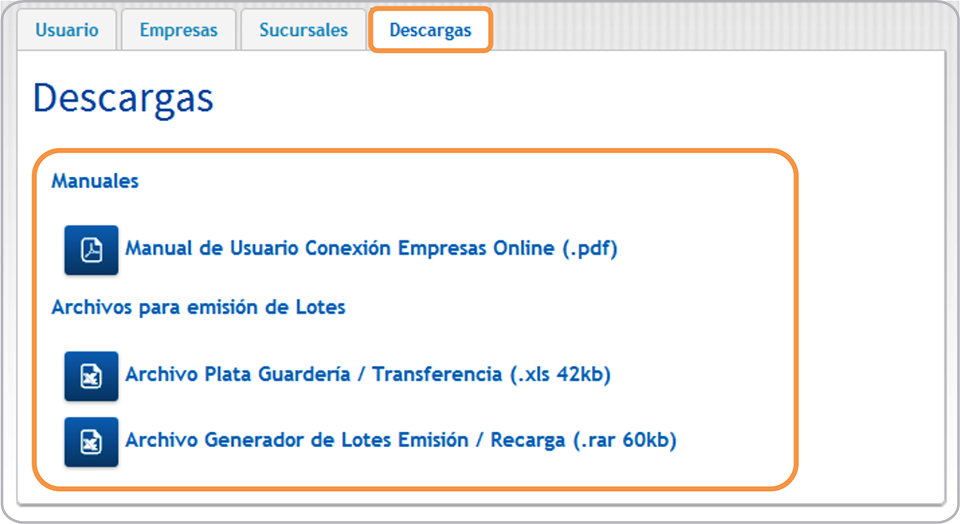 Usuario
Empresas
Sucursales
Descargas
Descargas
Manuales
Manual de Usuario Conexión Empresas Online (.pdf)
Archivos para emisión de Lotes
Archivo Plata Guardería / Transferencia (.xls 42kb)
Archivo Generador de Lotes Emisión / Recarga (.rar 60kb)